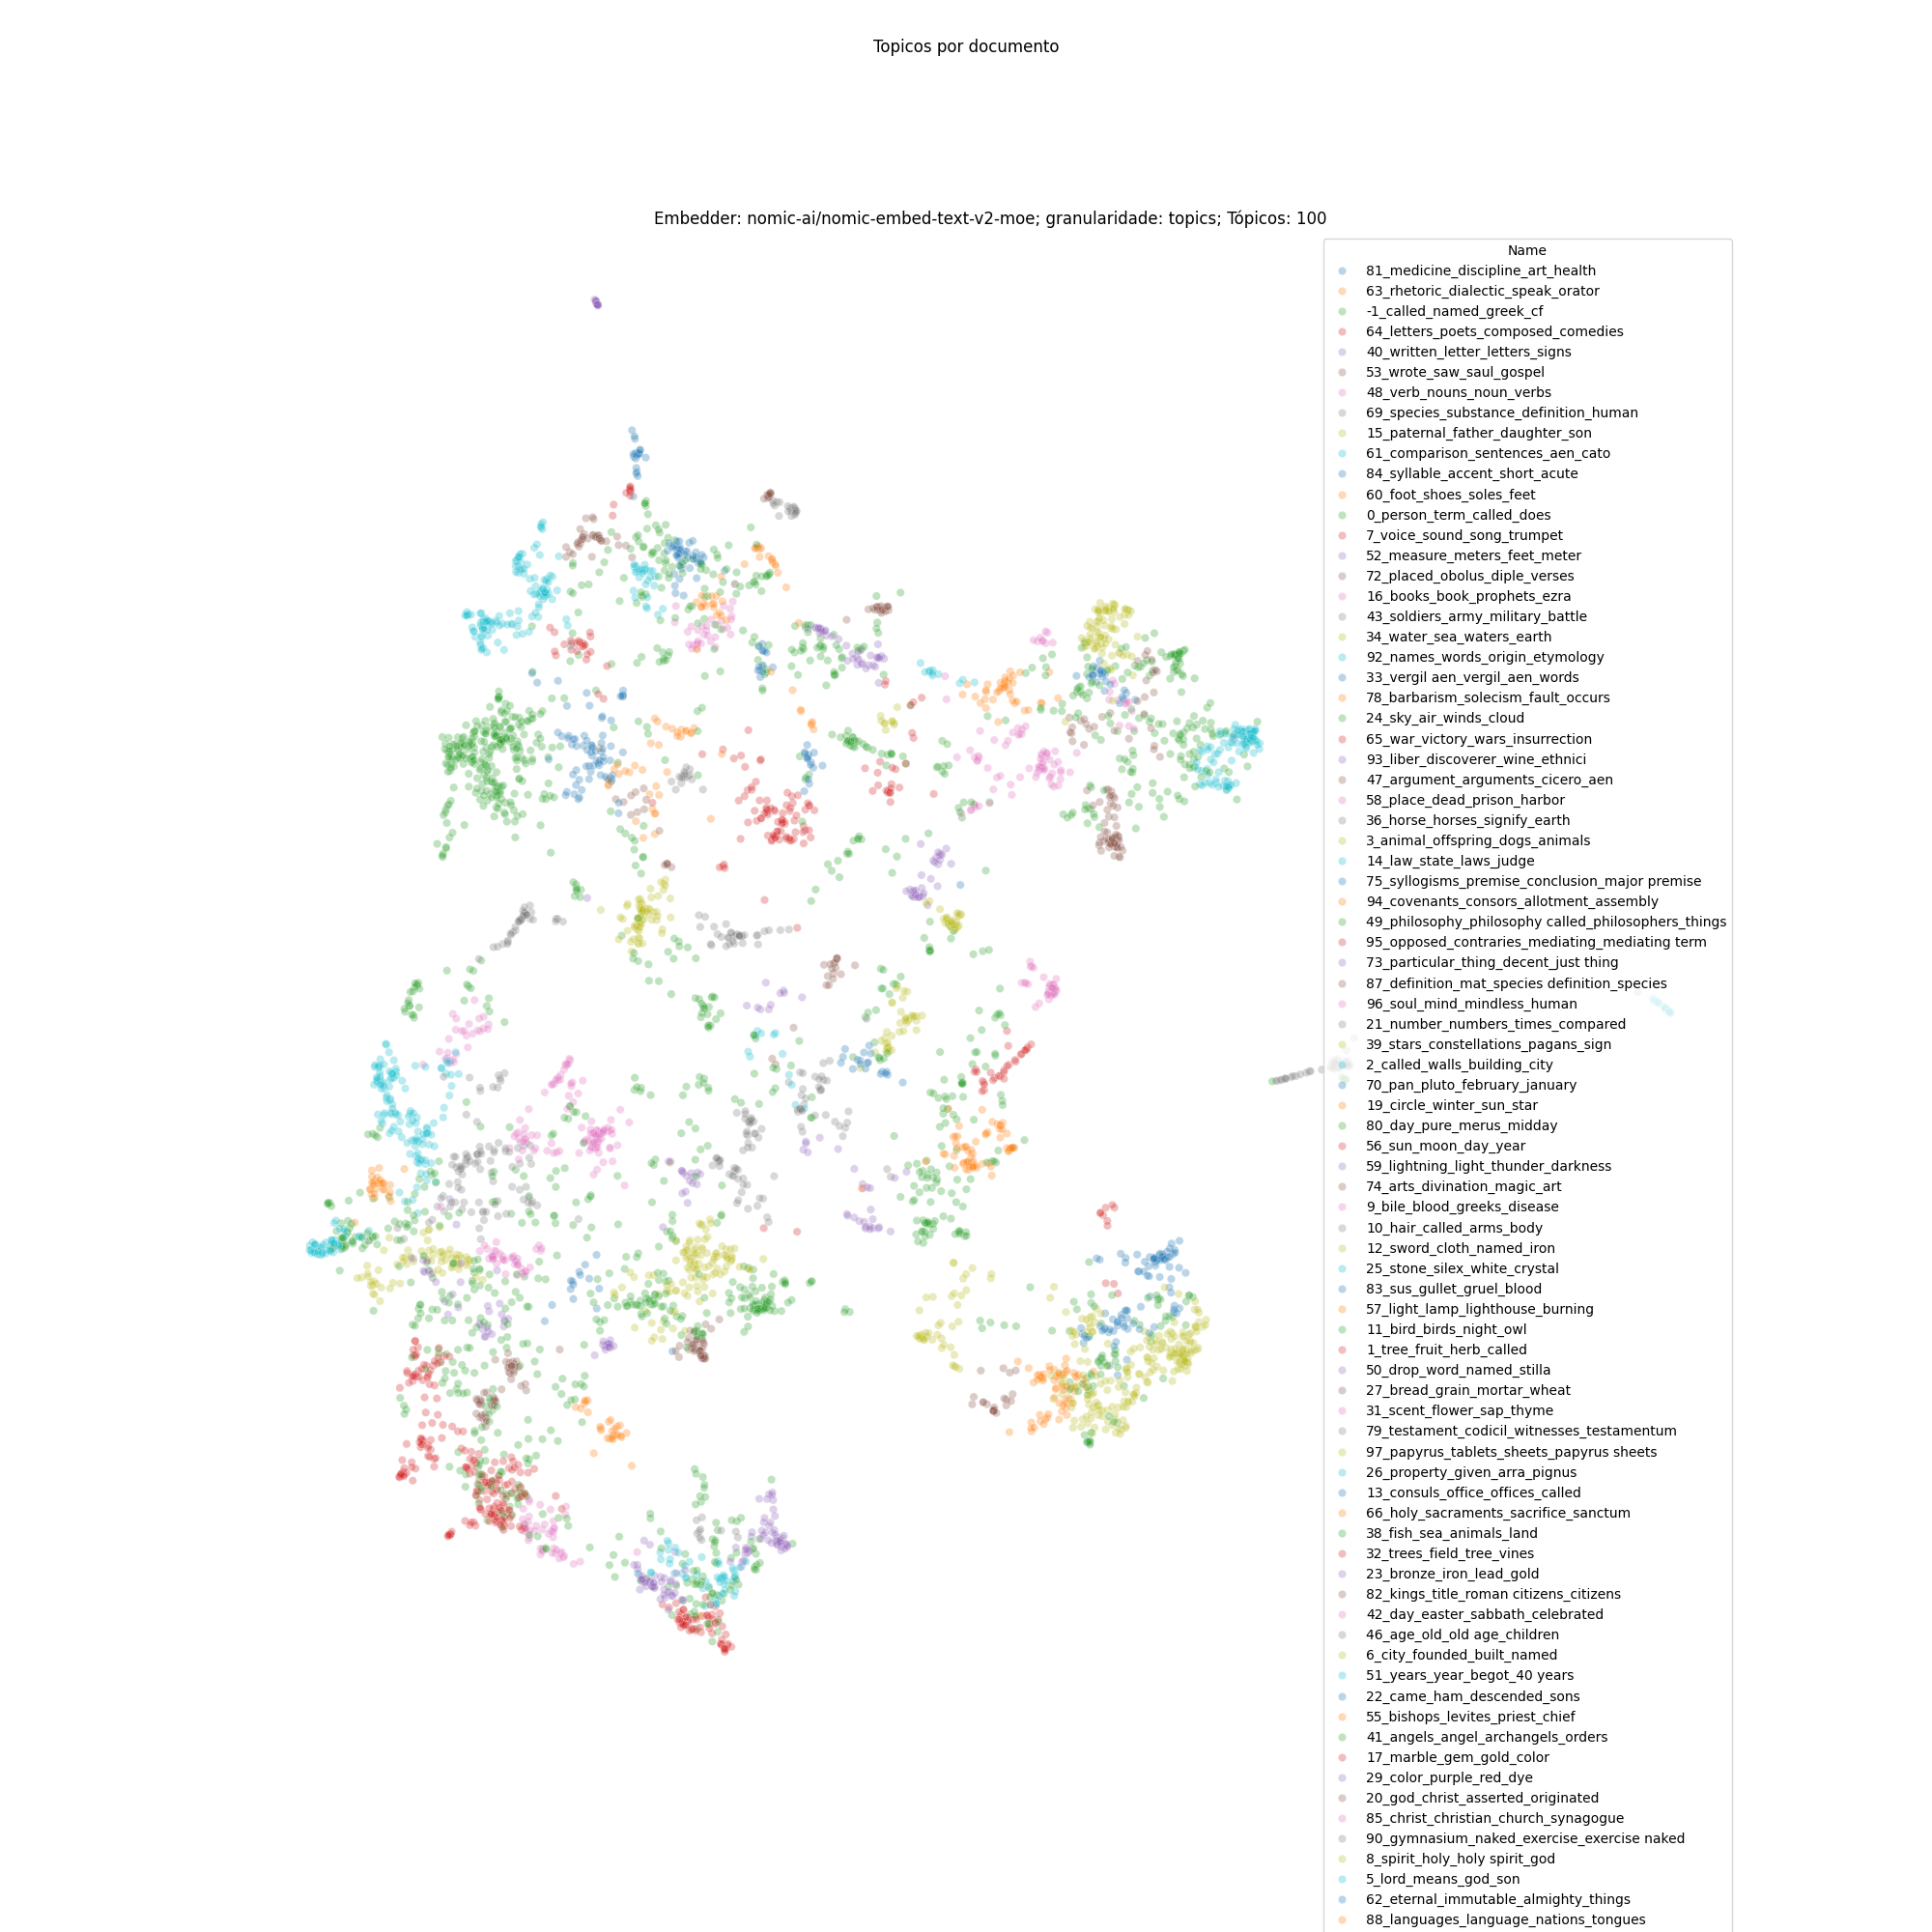 Topicos por documento
Embedder: nomic-ai/nomic-embed-text-v2-moe; granularidade: topics; Tópicos: 100
Name
81_medicine_discipline_art_health
63_rhetoric_dialectic_speak_orator
-1_called_named_greek_cf
64_letters_poets_composed_comedies
40_written_letter_letters_signs
53_wrote_saw_saul_gospel
48_verb_nouns_noun_verbs
69_species_substance_definition_human
15_paternal_father_daughter_son
61_comparison_sentences_aen_cato
84_syllable_accent_short_acute
60_foot_shoes_soles_feet
0_person_term_called_does
7_voice_sound_song_trumpet
52_measure_meters_feet_meter
72_placed_obolus_diple_verses
16_books_book_prophets_ezra
43_soldiers_army_military_battle
34_water_sea_waters_earth
92_names_words_origin_etymology
33_vergil aen_vergil_aen_words
78_barbarism_solecism_fault_occurs
24_sky_air_winds_cloud
65_war_victory_wars_insurrection
93_liber_discoverer_wine_ethnici
47_argument_arguments_cicero_aen
58_place_dead_prison_harbor
36_horse_horses_signify_earth
3_animal_offspring_dogs_animals
14_law_state_laws_judge
75_syllogisms_premise_conclusion_major premise
94_covenants_consors_allotment_assembly
49_philosophy_philosophy called_philosophers_things
95_opposed_contraries_mediating_mediating term
73_particular_thing_decent_just thing
87_definition_mat_species definition_species
96_soul_mind_mindless_human
21_number_numbers_times_compared
39_stars_constellations_pagans_sign
2_called_walls_building_city
70_pan_pluto_february_january
19_circle_winter_sun_star
80_day_pure_merus_midday
56_sun_moon_day_year
59_lightning_light_thunder_darkness
74_arts_divination_magic_art
9_bile_blood_greeks_disease
10_hair_called_arms_body
12_sword_cloth_named_iron
25_stone_silex_white_crystal
83_sus_gullet_gruel_blood
57_light_lamp_lighthouse_burning
11_bird_birds_night_owl
1_tree_fruit_herb_called
50_drop_word_named_stilla
27_bread_grain_mortar_wheat
31_scent_flower_sap_thyme
79_testament_codicil_witnesses_testamentum
97_papyrus_tablets_sheets_papyrus sheets
26_property_given_arra_pignus
13_consuls_office_offices_called
66_holy_sacraments_sacrifice_sanctum
38_fish_sea_animals_land
32_trees_field_tree_vines
23_bronze_iron_lead_gold
82_kings_title_roman citizens_citizens
42_day_easter_sabbath_celebrated
46_age_old_old age_children
6_city_founded_built_named
51_years_year_begot_40 years
22_came_ham_descended_sons
55_bishops_levites_priest_chief
41_angels_angel_archangels_orders
17_marble_gem_gold_color
29_color_purple_red_dye
20_god_christ_asserted_originated
85_christ_christian_church_synagogue
90_gymnasium_naked_exercise_exercise naked
8_spirit_holy_holy spirit_god
5_lord_means_god_son
62_eternal_immutable_almighty_things
88_languages_language_nations_tongues